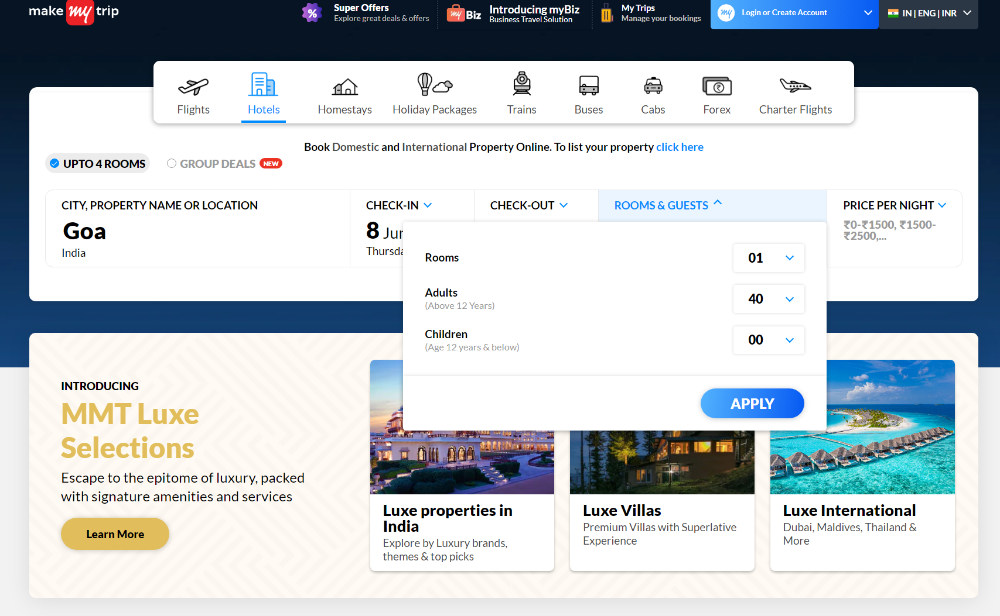 make my trip
Super Offers
Explore great deals & offers
my Biz
Introducing myBiz
Business Travel Solution
My Trips
Manage your bookings
my
Login or Create Account
IN | ENG | INR
Flights
Hotels
Homestays
Holiday Packages
Trains
Buses
Cabs
Forex
Charter Flights
Book Domestic and International Property Online. To list your property click here
UPTO 4 ROOMS
GROUP DEALS NEW
CITY, PROPERTY NAME OR LOCATION
Goa
India
CHECK-IN
8 Jun
Thursda
CHECK-OUT
ROOMS & GUESTS
PRICE PER NIGHT
₹0-₹1500, ₹1500-
₹2500,...
Rooms
01
Adults
(Above 12 Years)
40
Children
(Age 12 years & below)
00
APPLY
INTRODUCING
MMT Luxe
Selections
Escape to the epitome of luxury, packed
with signature amenities and services
Learn More
Luxe properties in
India
Explore by Luxury brands,
themes & top picks
Luxe Villas
Premium Villas with Superlative
Experience
Luxe International
Dubai, Maldives, Thailand &
More